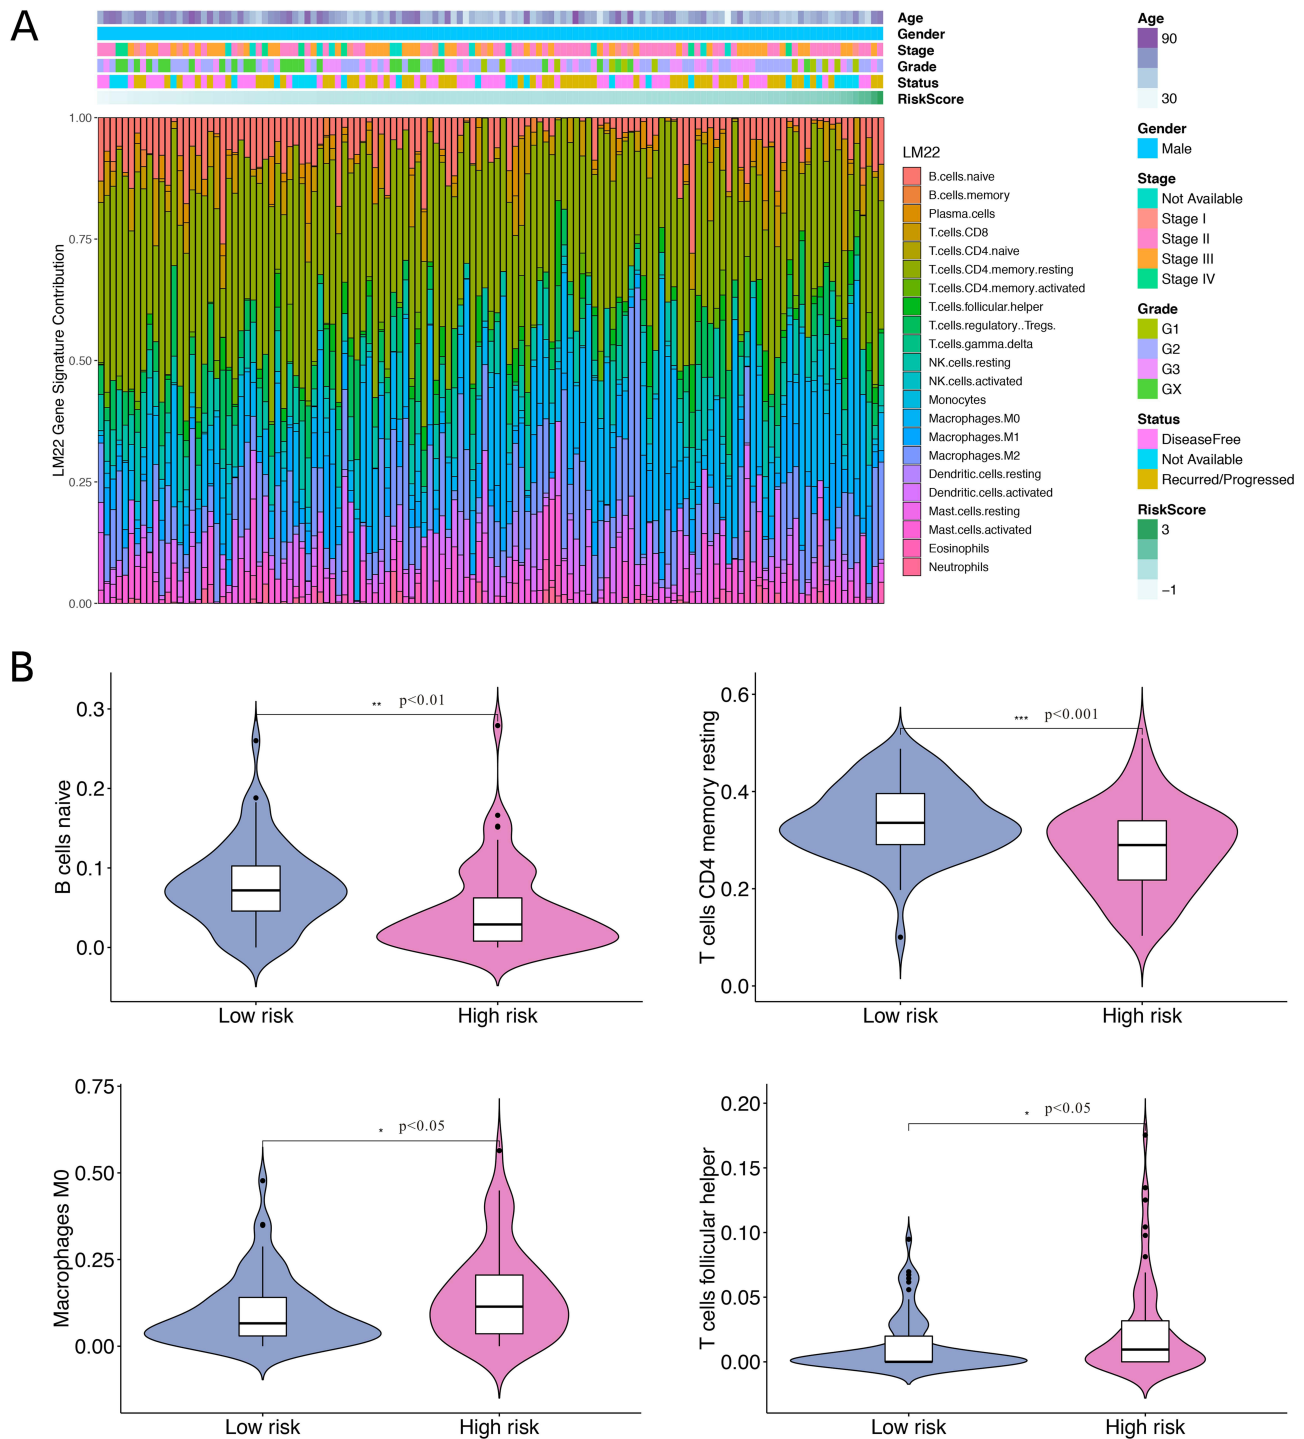 A
Age
Gender
Stage
Grade
Status
RiskScore
1.00
0.75
0.50
0.25
0.00
LM22 Gene Signature Contribution
LM22
B.cells.naive
B.cells.memory
Plasma.cells
T.cells.CD8
T.cells.CD4.naive
T.cells.CD4.memory.resting
T.cells.CD4.memory.activated
T.cells.follicular.helper
T.cells.regulatory..Tregs.
T.cells.gamma.delta
NK.cells.resting
NK.cells.activated
Monocytes
Macrophages.M0
Macrophages.M1
Macrophages.M2
Dendritic.cells.resting
Dendritic.cells.activated
Mast.cells.resting
Mast.cells.activated
Eosinophils
Neutrophils
Age
90
30
Gender
Male
Stage
Not Available
Stage I
Stage II
Stage III
Stage IV
Grade
G1
G2
G3
GX
Status
DiseaseFree
Not Available
Recurred/Progressed
RiskScore
3
−1
B
B cells naive
0.3
0.2
0.1
0.0
** p<0.01
Low risk
High risk
T cells CD4 memory resting
0.6
0.4
0.2
0.0
*** p<0.001
Low risk
High risk
Macrophages M0
0.75
0.50
0.25
0.00
* p<0.05
Low risk
High risk
T cells follicular helper
0.20
0.15
0.10
0.05
0.00
* p<0.05
Low risk
High risk